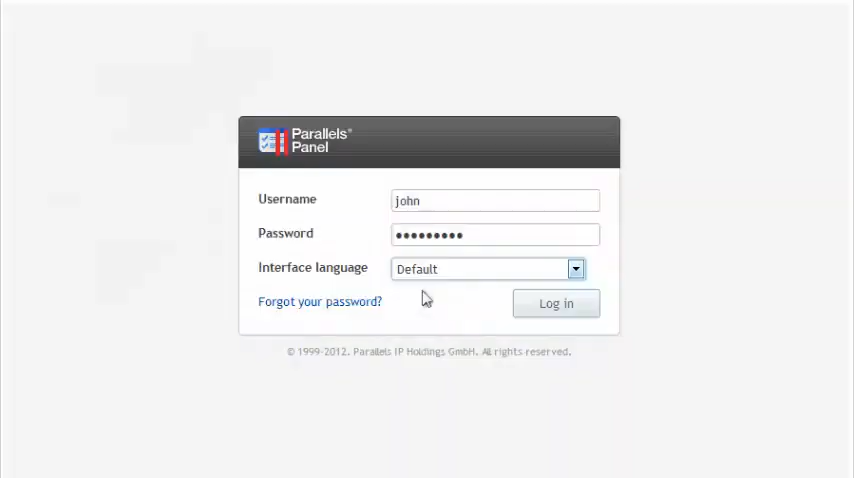 Parallels®
Panel
Username
john
Password
•••••••••
Interface language
Default
Forgot your password?
Log in
© 1999-2012. Parallels IP Holdings GmbH. All rights reserved.